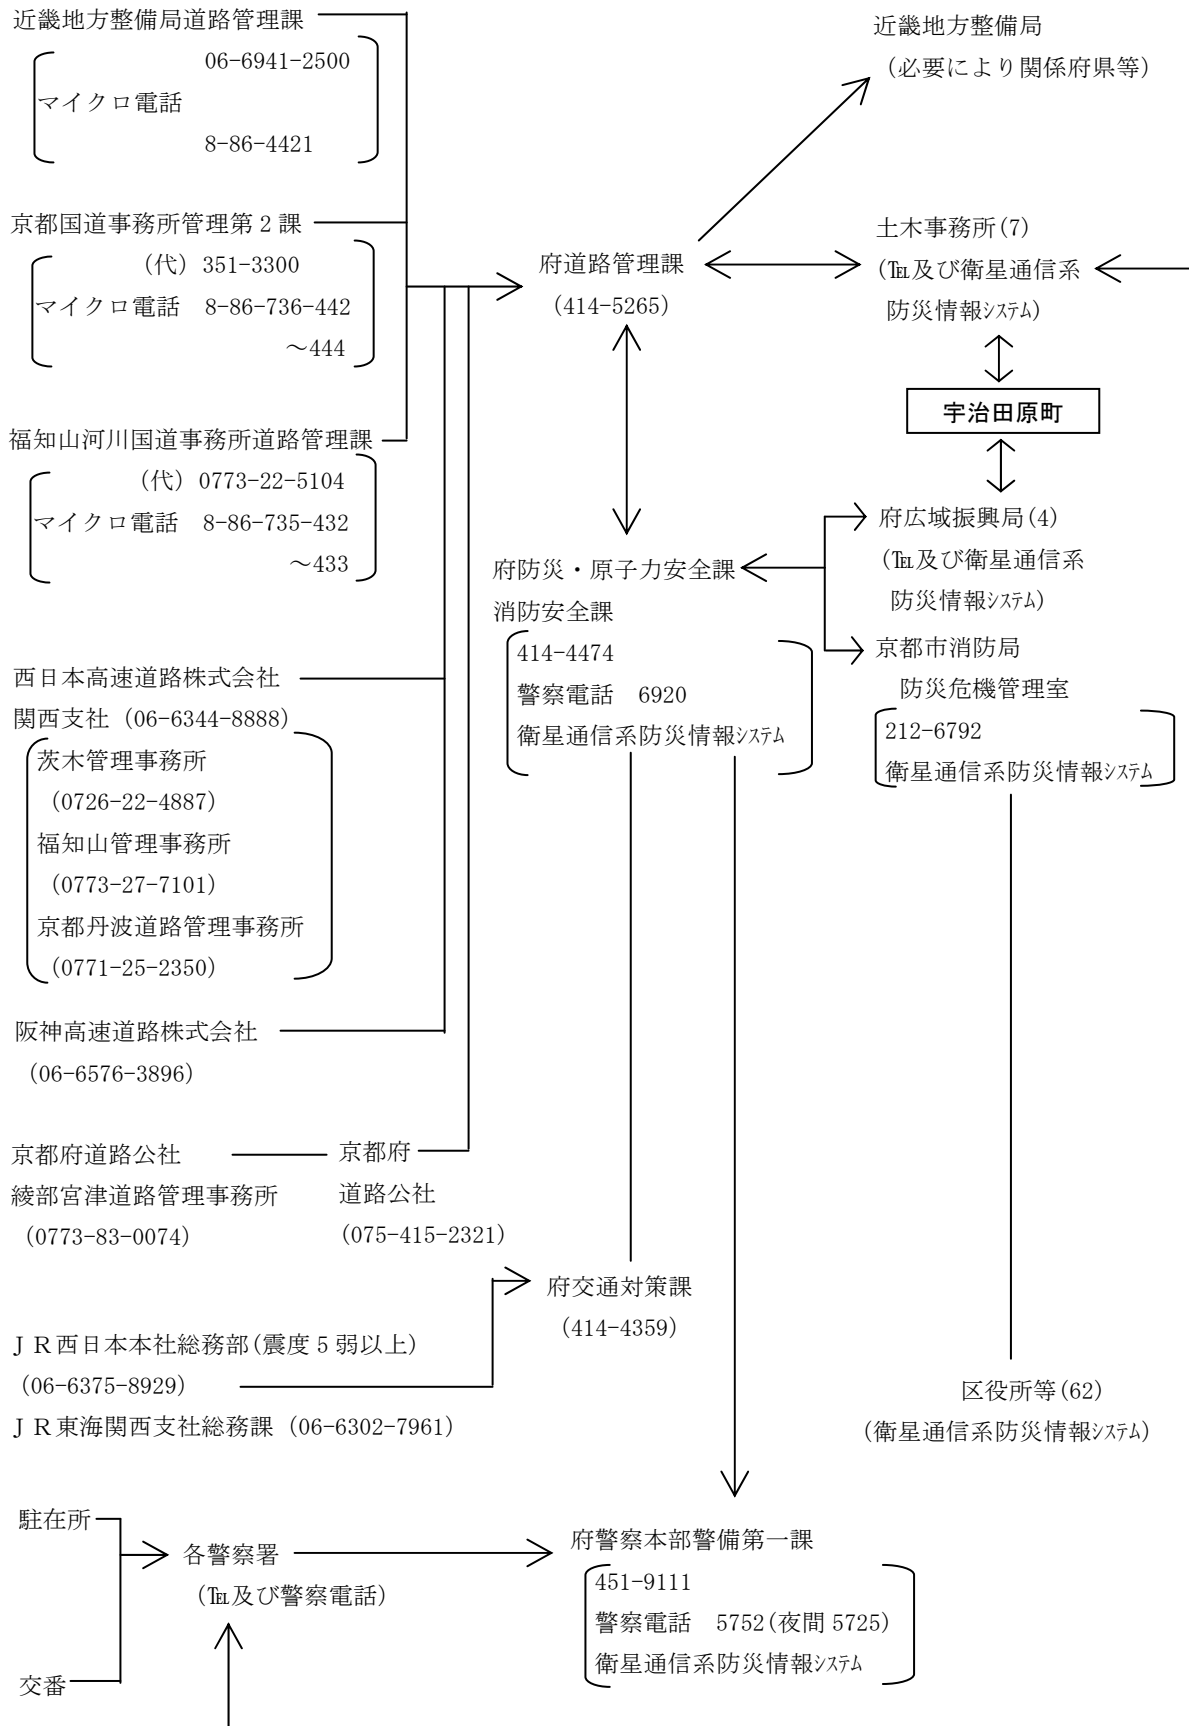 近畿地方整備局道路管理課
06-6941-2500
マイクロ電話
8-86-4421
京都国道事務所管理第２課
（代）351-3300
マイクロ電話　8-86-736-442
～444
福知山河川国道事務所道路管理課
（代）0773-22-5104
マイクロ電話　8-86-735-432
～433
西日本高速道路株式会社
関西支社（06-6344-8888）
茨木管理事務所
（0726-22-4887）
福知山管理事務所
（0773-27-7101）
京都丹波道路管理事務所
（0771-25-2350）
阪神高速道路株式会社
（06-6576-3896）
京都府道路公社
綾部宮津道路管理事務所
（0773-83-0074）
京都府
道路公社
（075-415-2321）
ＪＲ西日本本社総務部(震度５弱以上)
（06-6375-8929）
ＪＲ東海関西支社総務課（06-6302-7961）
駐在所
交番
各警察署
（℡及び警察電話）
府道路管理課
（414-5265）
府防災・原子力安全課
消防安全課
414-4474
警察電話　6920
衛星通信系防災情報システム
府交通対策課
（414-4359）
府警察本部警備第一課
451-9111
警察電話　5752(夜間 5725)
衛星通信系防災情報システム
近畿地方整備局
（必要により関係府県等）
土木事務所(7)
（℡及び衛星通信系
防災情報システム）
宇治田原町
府広域振興局(4)
（℡及び衛星通信系
防災情報システム）
京都市消防局
防災危機管理室
212-6792
衛星通信系防災情報システム
区役所等(62)
（衛星通信系防災情報システム）